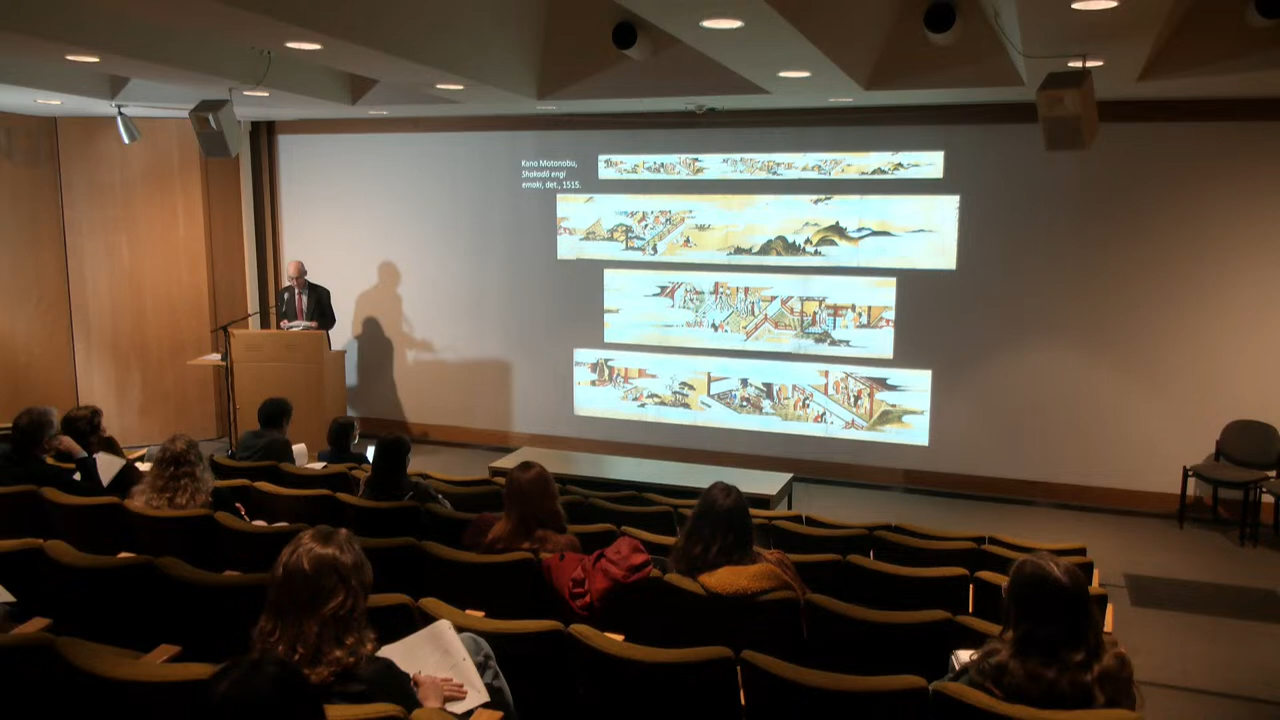 Kano Motonobu,
Shakadō engi
emaki, det., 1515.